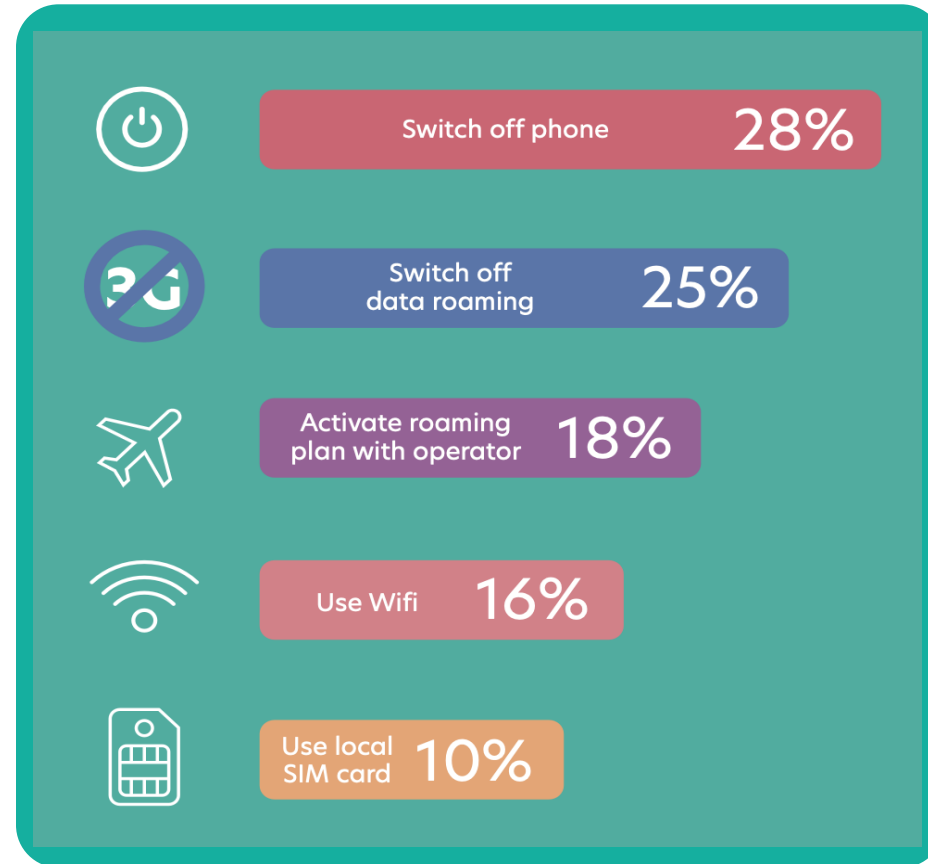 Switch off phone 28%
3G
Switch off
data roaming 25%
Activate roaming
plan with operator 18%
Use Wifi 16%
Use local
SIM card 10%